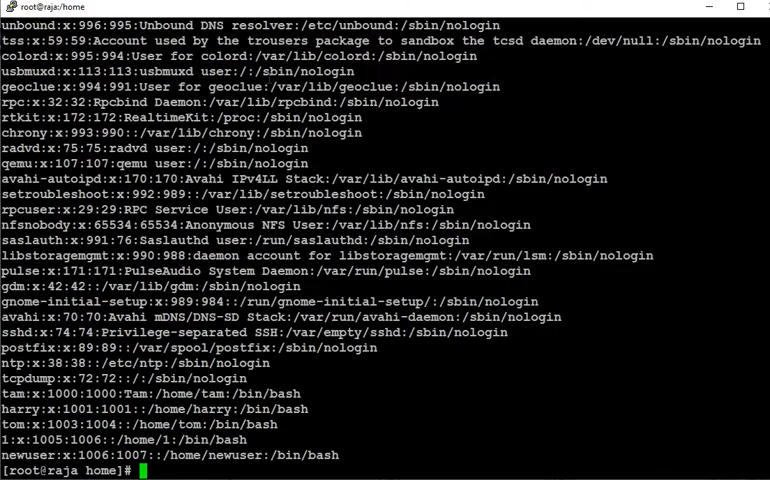 root@raja:/home
unbound:x:996:995:Unbound DNS resolver:/etc/unbound:/sbin/nologin
tss:x:59:59:Account used by the trousers package to sandbox the tcsd daemon:/dev/null:/sbin/nologin
colord:x:995:994:User for colord:/var/lib/colord:/sbin/nologin
usbmuxd:x:113:113:usbmuxd user:/:/sbin/nologin
geoclue:x:994:991:User for geoclue:/var/lib/geoclue:/sbin/nologin
rpc:x:32:32:Rpcbind Daemon:/var/lib/rpcbind:/sbin/nologin
rtkit:x:172:172:RealtimeKit:/proc:/sbin/nologin
chrony:x:993:990::/var/lib/chrony:/sbin/nologin
radvd:x:75:75:radvd user:/:/sbin/nologin
qemu:x:107:107:qemu user:/:/sbin/nologin
avahi-autoipd:x:170:170:Avahi IPv4LL Stack:/var/lib/avahi-autoipd:/sbin/nologin
setroubleshoot:x:992:989::/var/lib/setroubleshoot:/sbin/nologin
rpcuser:x:29:29:RPC Service User:/var/lib/nfs:/sbin/nologin
nfsnobody:x:65534:65534:Anonymous NFS User:/var/lib/nfs:/sbin/nologin
saslauth:x:991:76:Saslauthd user:/run/saslauthd:/sbin/nologin
libstoragemgmt:x:990:988:daemon account for libstoragemgmt:/var/run/lsm:/sbin/nologin
pulse:x:171:171:PulseAudio System Daemon:/var/run/pulse:/sbin/nologin
gdm:x:42:42::/var/lib/gdm:/sbin/nologin
gnome-initial-setup:x:989:984::/run/gnome-initial-setup/:/sbin/nologin
avahi:x:70:70:Avahi mDNS/DNS-SD Stack:/var/run/avahi-daemon:/sbin/nologin
sshd:x:74:74:Privilege-separated SSH:/var/empty/sshd:/sbin/nologin
postfix:x:89:89::/var/spool/postfix:/sbin/nologin
ntp:x:38:38::/etc/ntp:/sbin/nologin
tcpdump:x:72:72::/:/sbin/nologin
tam:x:1000:1000:Tam:/home/tam:/bin/bash
harry:x:1001:1001::/home/harry:/bin/bash
tom:x:1003:1004::/home/tom:/bin/bash
1:x:1005:1006::/home/1:/bin/bash
newuser:x:1006:1007::/home/newuser:/bin/bash
[root@raja home]#